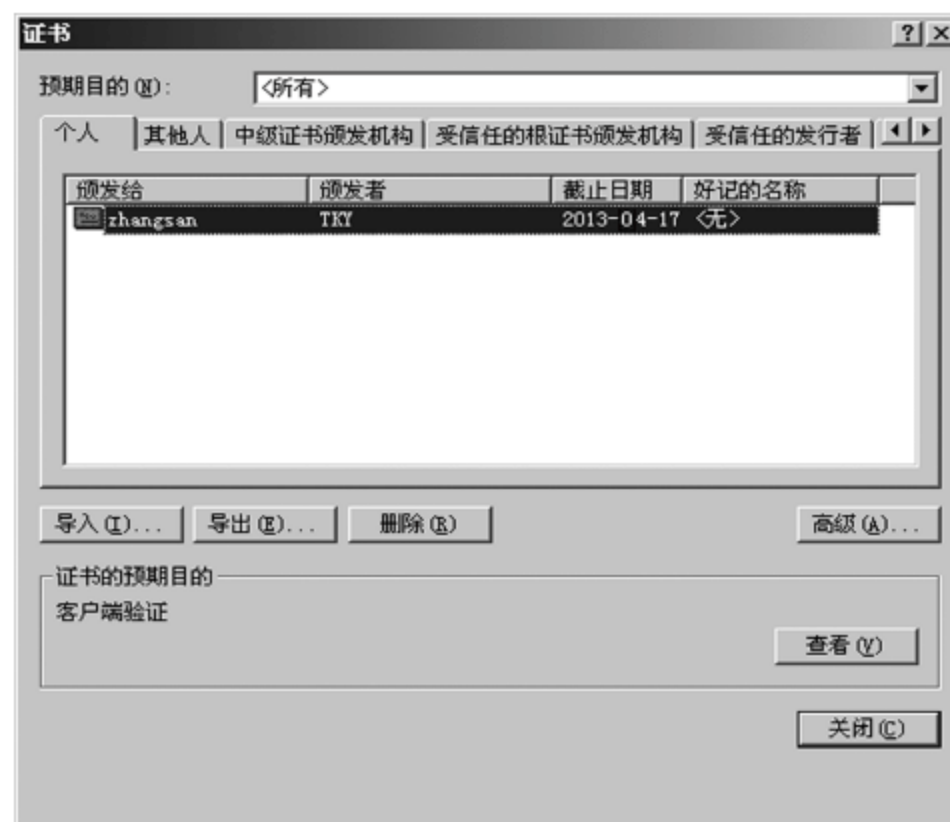 证书
预期目的(N): <所有>
个人 其他人 中级证书颁发机构 受信任的根证书颁发机构 受信任的发行者
颁发给 颁发者 截止日期 好记的名称
zhangsan TKY 2013-04-17 <无>
导入(I)... 导出(E)... 删除(R) 高级(A)...
证书的预期目的
客户端验证
查看(V)
关闭(C)